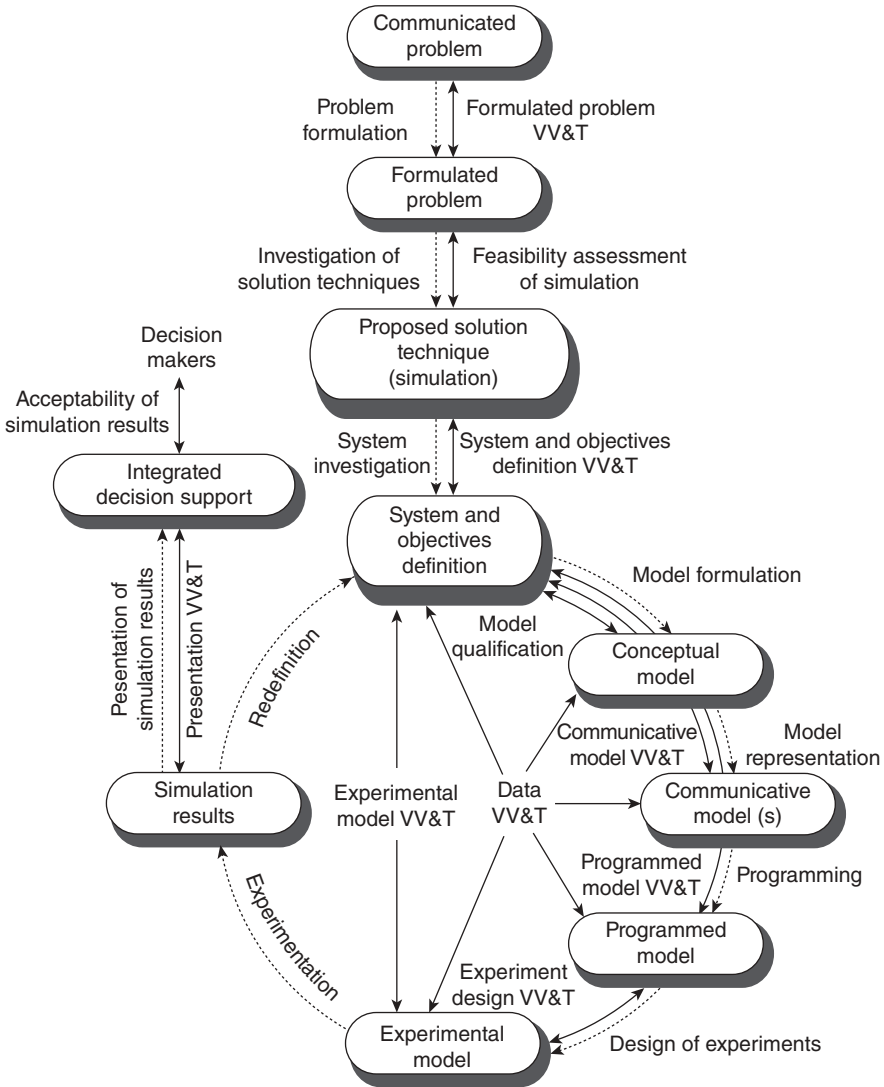 Communicated
problem
Problem
formulation
Formulated problem
VV&T
Formulated
problem
Investigation of
solution techniques
Feasibility assessment
of simulation
Proposed solution
technique
(simulation)
Decision
makers
Acceptability of
simulation results
System
investigation
System and objectives
definition VV&T
Integrated
decision support
System and
objectives
definition
Pesentation of
simulation results
Presentation VV&T
Redefinition
Model formulation
Model
qualification
Conceptual
model
Communicative
model VV&T
Model
representation
Simulation
results
Experimental
model VV&T
Data
VV&T
Communicative
model (s)
Programmed
model VV&T
Programming
Experimentation
Programmed
model
Experiment
design VV&T
Experimental
model
Design of experiments